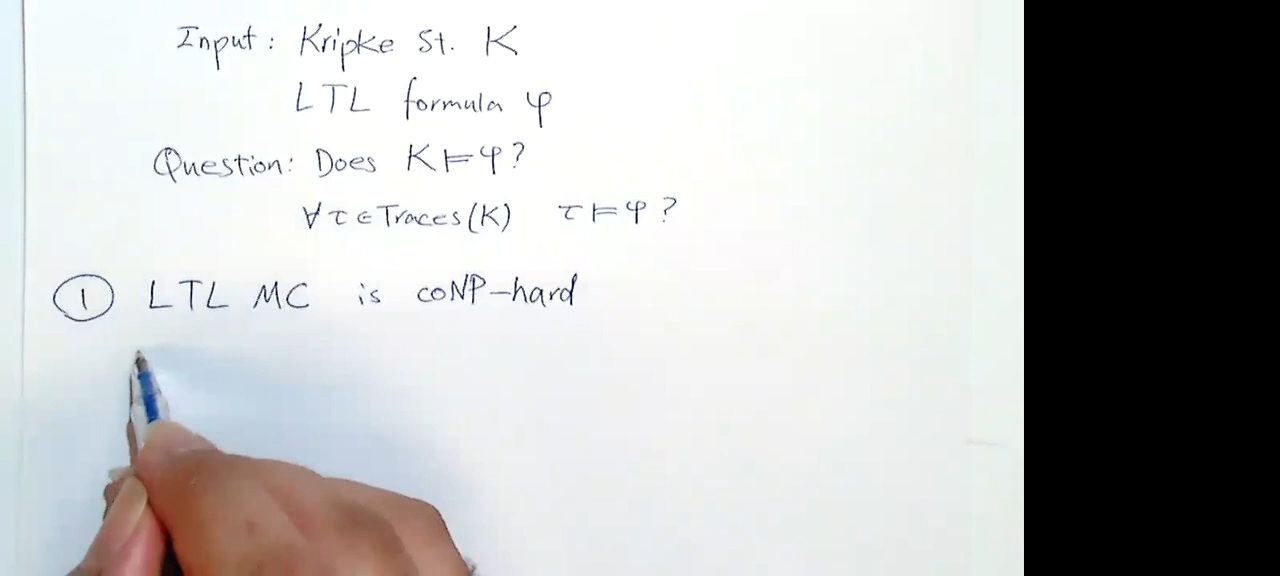 Input: Kripke St. K
LTL formula φ
Question: Does K ⊨ φ?
∀ τ ∈ Traces(K) τ ⊨ φ ?
① LTL MC is coNP-hard